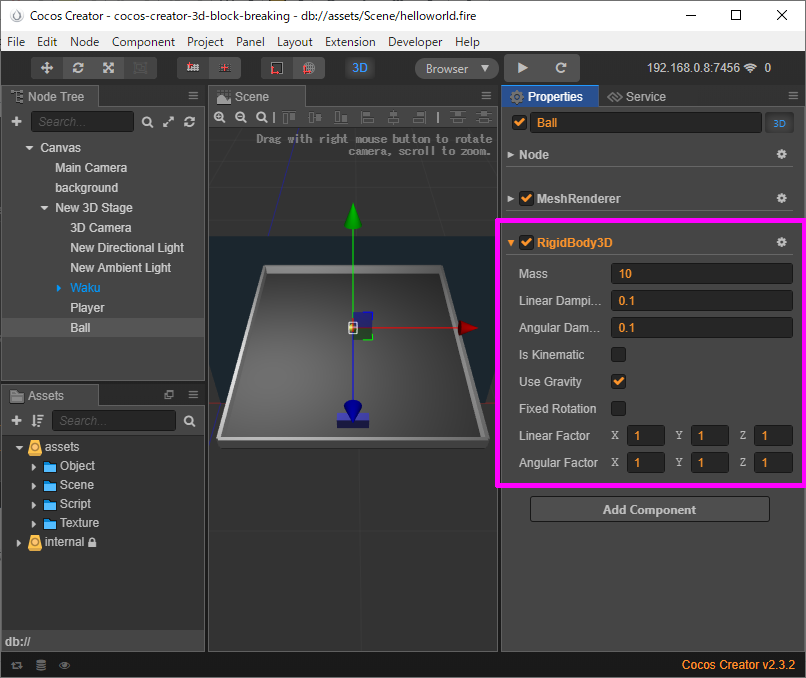 Cocos Creator - cocos-creator-3d-block-breaking - db://assets/Scene/helloworld.fire
File Edit Node Component Project Panel Layout Extension Developer Help
3D Browser 192.168.0.8:7456 0
Node Tree
Search...
Canvas
Main Camera
background
New 3D Stage
3D Camera
New Directional Light
New Ambient Light
Waku
Player
Ball
Assets
Search...
assets
Object
Scene
Script
Texture
internal
db://
Scene
Drag with right mouse button to rotate
camera, scroll to zoom.
Properties Service
Ball 3D
Node
MeshRenderer
RigidBody3D
Mass 10
Linear Dampi... 0.1
Angular Dam... 0.1
Is Kinematic
Use Gravity
Fixed Rotation
Linear Factor X 1 Y 1 Z 1
Angular Factor X 1 Y 1 Z 1
Add Component
Cocos Creator v2.3.2